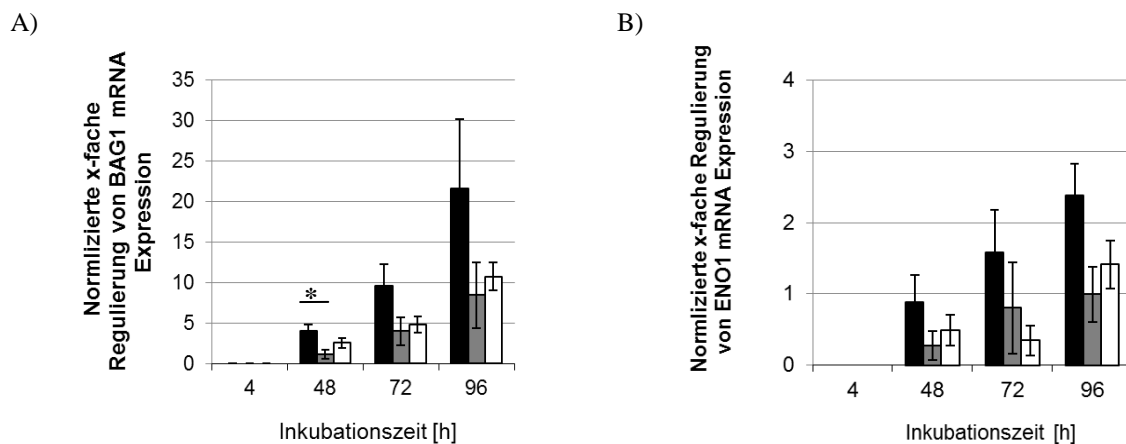 A)
Normlizierte x-fache
Regulierung von BAG1 mRNA
Expression
35
30
25
20
15
10
5
0
*
4 48 72 96
Inkubationszeit [h]
B)
Normlizierte x-fache Regulierung
von ENO1 mRNA Expression
4
3
2
1
0
4 48 72 96
Inkubationszeit [h]